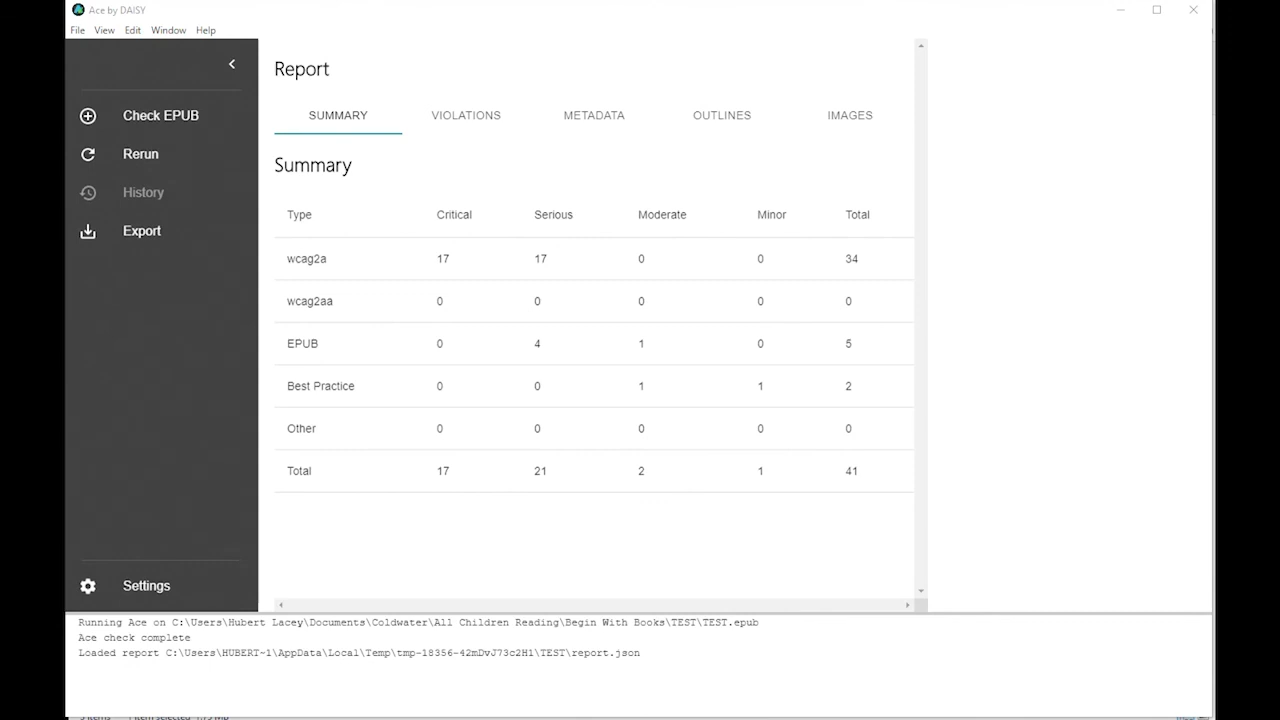 Ace by DAISY
File View Edit Window Help
Check EPUB
Rerun
History
Export
Settings
Report
SUMMARY VIOLATIONS METADATA OUTLINES IMAGES
Summary
Type Critical Serious Moderate Minor Total
wcag2a 17 17 0 0 34
wcag2aa 0 0 0 0 0
EPUB 0 4 1 0 5
Best Practice 0 0 1 1 2
Other 0 0 0 0 0
Total 17 21 2 1 41
Running Ace on C:\Users\Hubert Lacey\Documents\Coldwater\All Children Reading\Begin With Books\TEST\TEST.epub
Ace check complete
Loaded report C:\Users\HUBERT~1\AppData\Local\Temp\tmp-18356-42mDvJ73c2H1\TEST\report.json